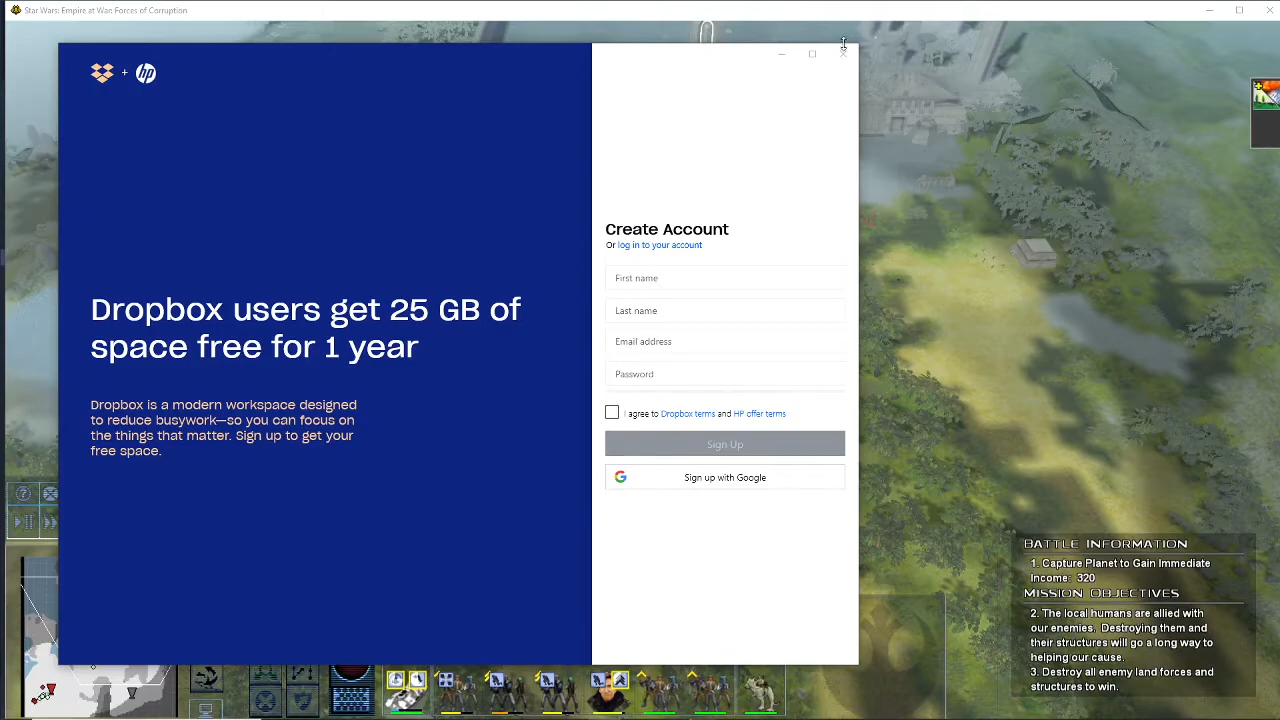 Star Wars: Empire at War: Forces of Corruption
+ hp
Create Account
Or log in to your account
First name
Last name
Email address
Password
I agree to Dropbox terms and HP offer terms
Sign Up
Sign up with Google
Dropbox users get 25 GB of
space free for 1 year
Dropbox is a modern workspace designed
to reduce busywork—so you can focus on
the things that matter. Sign up to get your
free space.
BATTLE INFORMATION
1. Capture Planet to Gain Immediate
Income: 320
MISSION OBJECTIVES
2. The local humans are allied with
our enemies. Destroying them and
their structures will go a long way to
helping our cause.
3. Destroy all enemy land forces and
structures to win.